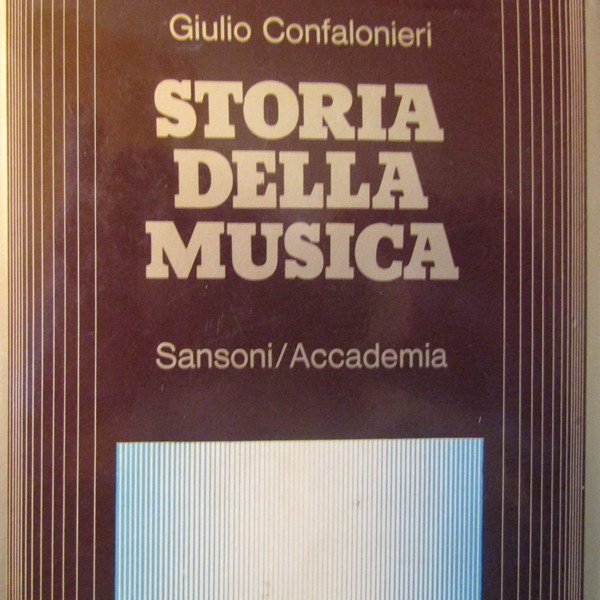 Giulio Confalonieri
STORIA
DELLA
MUSICA
Sansoni/Accademia